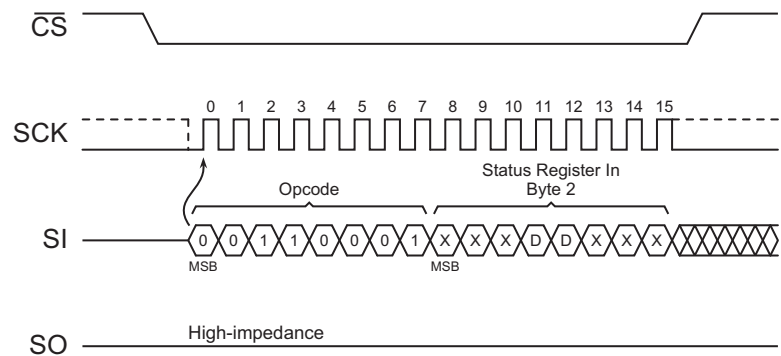 CS
0 1 2 3 4 5 6 7 8 9 10 11 12 13 14 15
SCK
Opcode
Status Register In
Byte 2
SI
0 0 1 1 0 0 0 1 X X X D D X X X
MSB MSB
High-impedance
SO